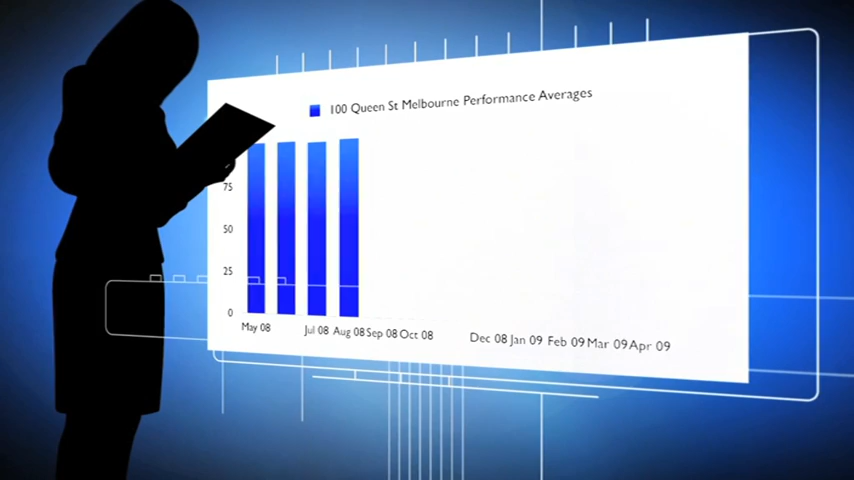 100 Queen St Melbourne Performance Averages
75
50
25
0
May 08 Jul 08 Aug 08 Sep 08 Oct 08 Dec 08 Jan 09 Feb 09 Mar 09 Apr 09